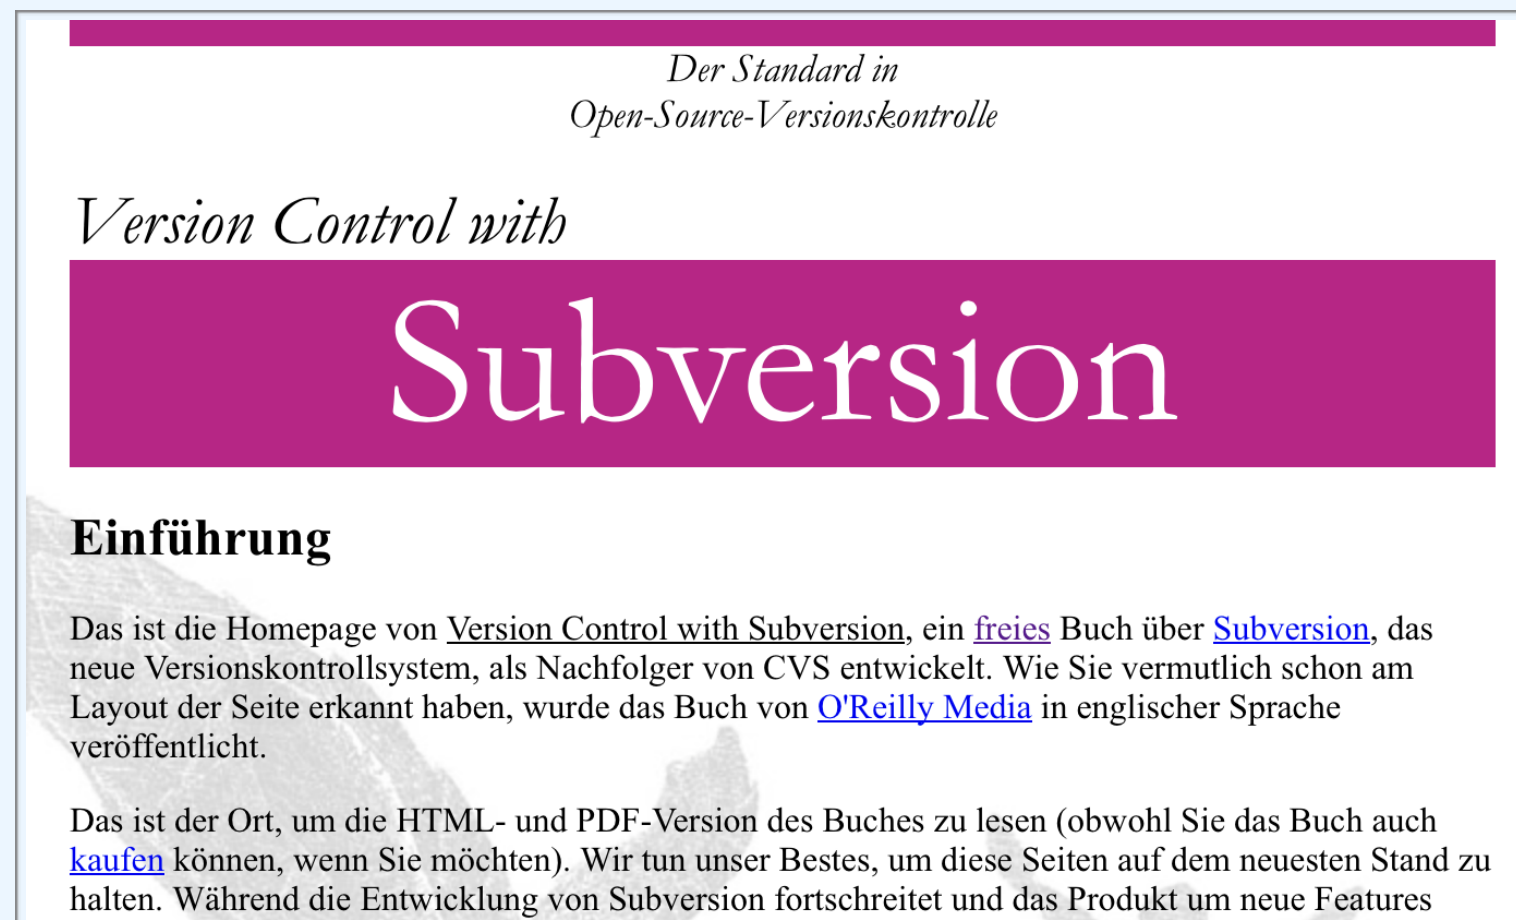 Der Standard in
Open-Source-Versionskontrolle
Version Control with
Subversion
Einführung
Das ist die Homepage von Version Control with Subversion, ein freies Buch über Subversion, das
neue Versionskontrollsystem, als Nachfolger von CVS entwickelt. Wie Sie vermutlich schon am
Layout der Seite erkannt haben, wurde das Buch von O'Reilly Media in englischer Sprache
veröffentlicht.
Das ist der Ort, um die HTML- und PDF-Version des Buches zu lesen (obwohl Sie das Buch auch
kaufen können, wenn Sie möchten). Wir tun unser Bestes, um diese Seiten auf dem neuesten Stand zu
halten. Während die Entwicklung von Subversion fortschreitet und das Produkt um neue Features